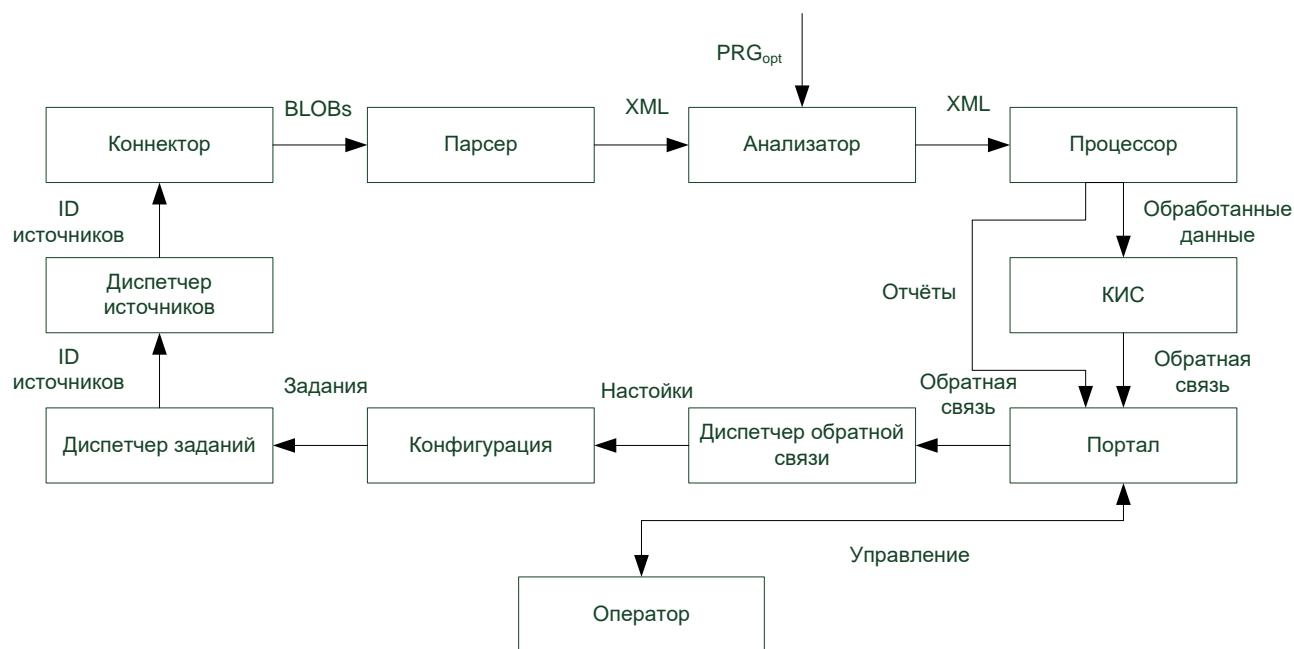 PRGopt
BLOBs
XML
XML
Коннектор
Парсер
Анализатор
Процессор
ID
источников
Обработанные
данные
Диспетчер
источников
Отчёты
КИС
ID
источников
Задания
Настойки
Обратная
связь
Обратная
связь
Диспетчер заданий
Конфигурация
Диспетчер обратной
связи
Портал
Управление
Оператор